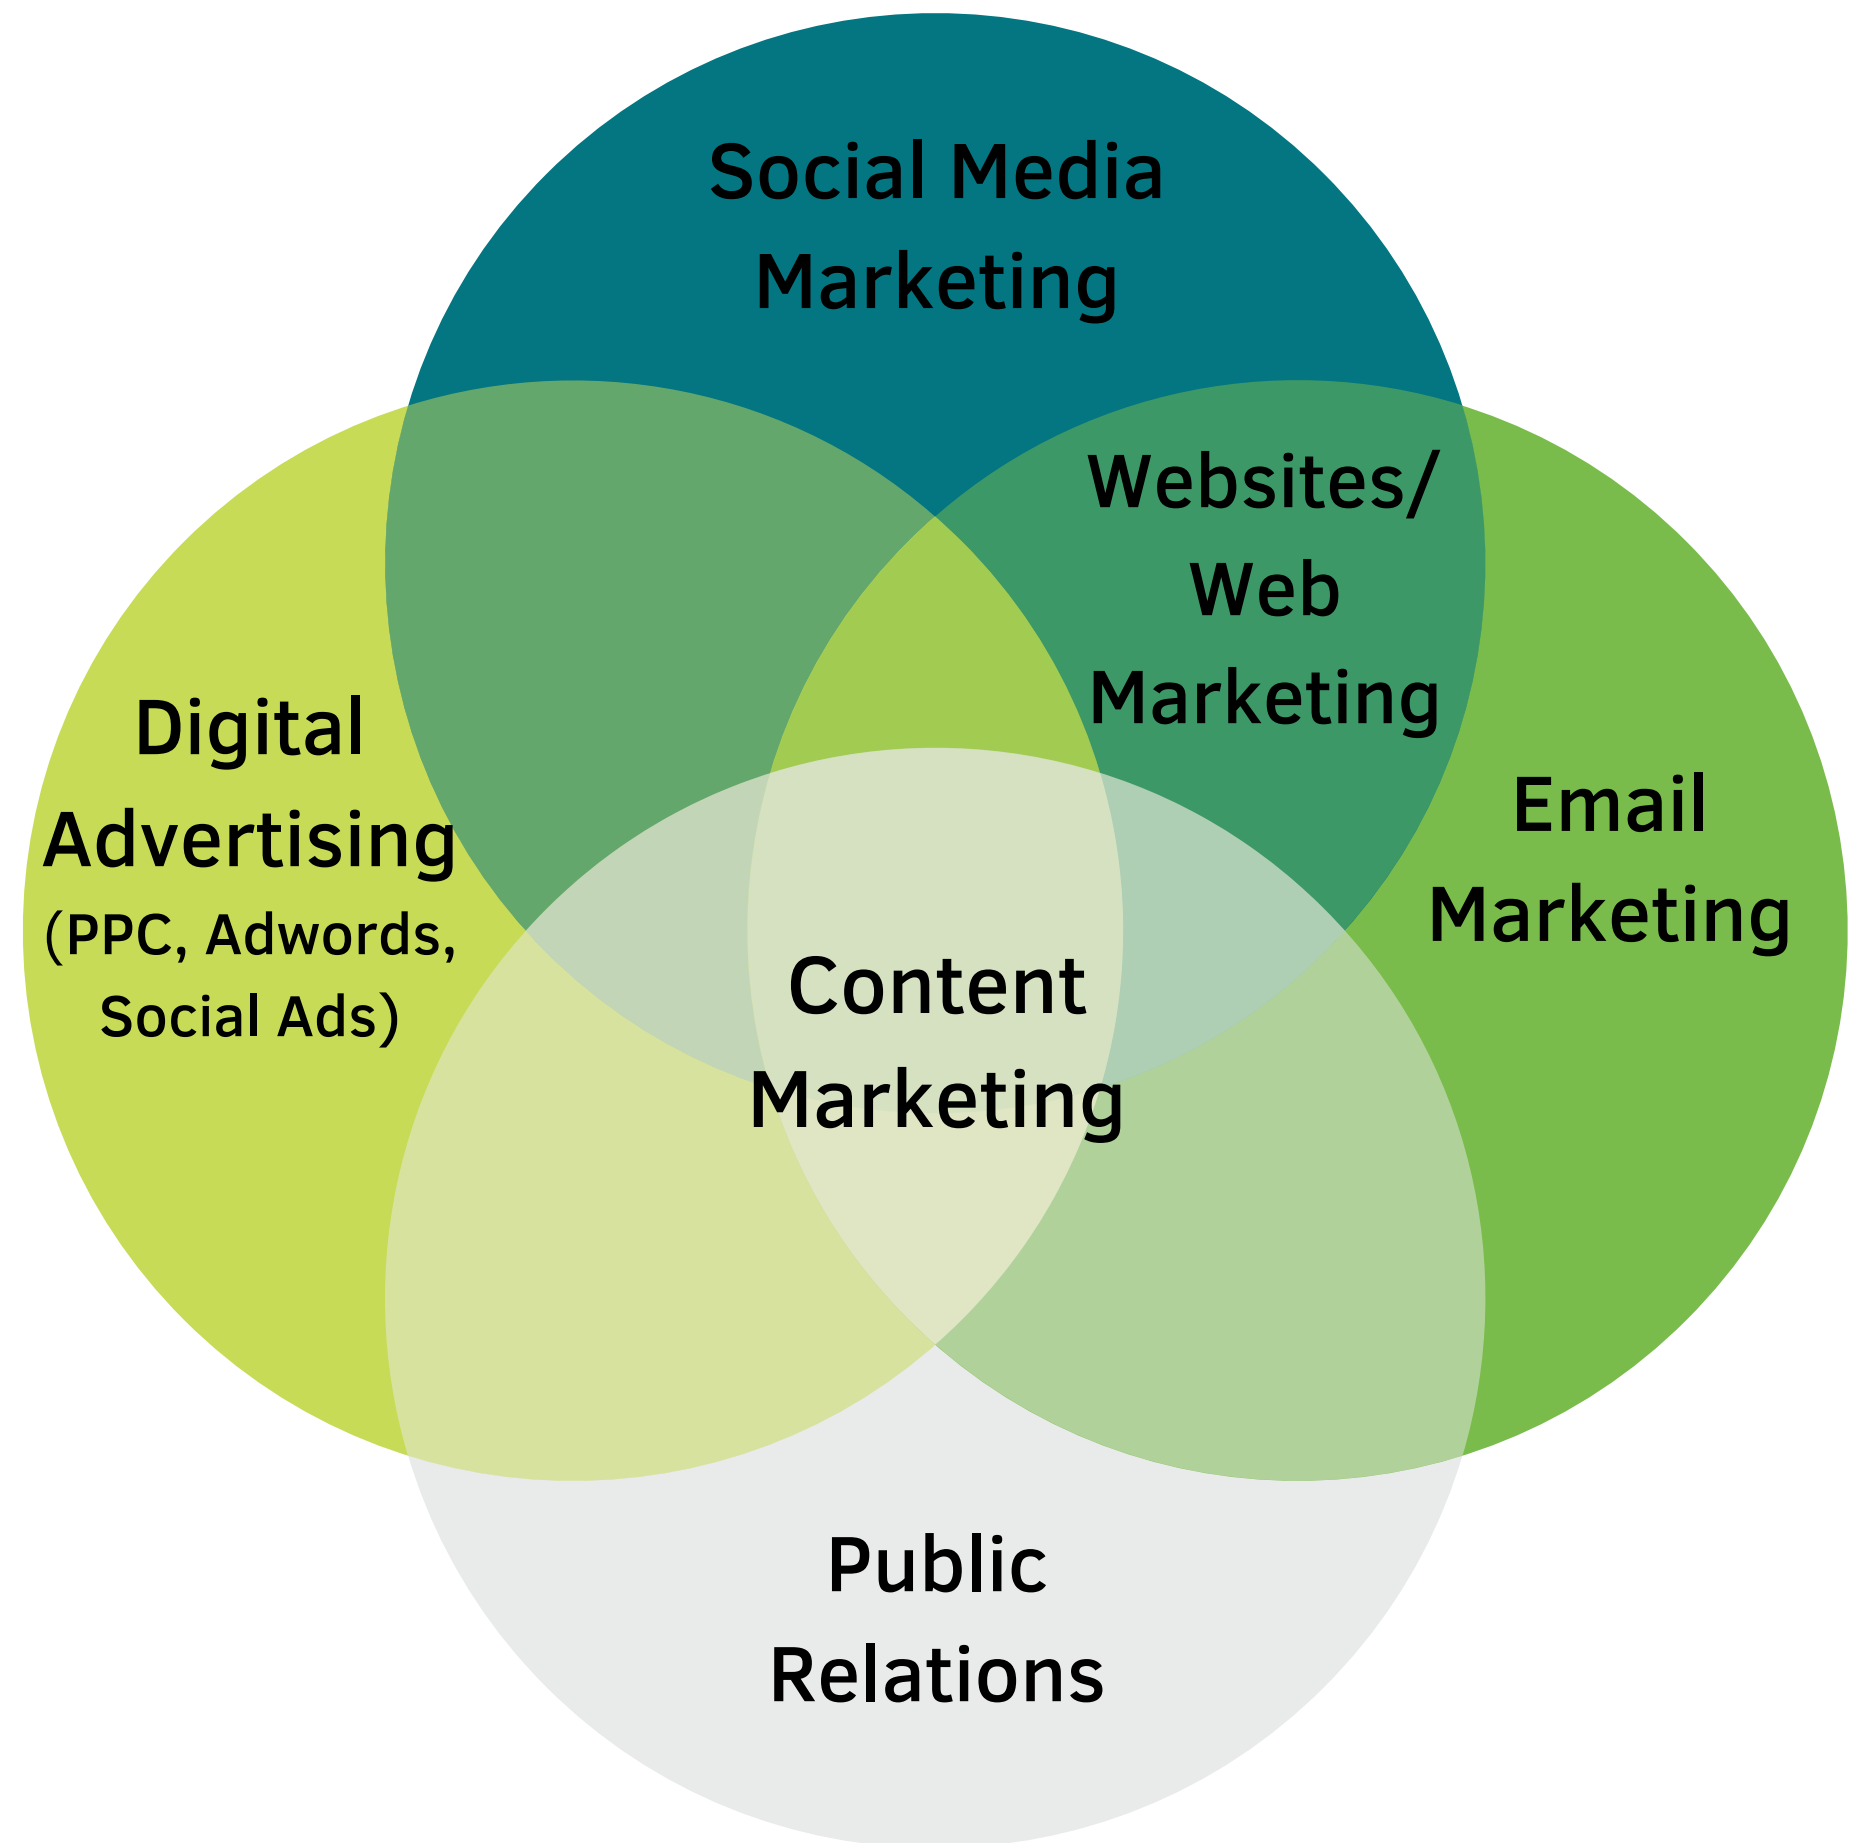 Social Media
Marketing
Websites/
Web
Marketing
Digital
Advertising
(PPC, Adwords,
Social Ads)
Email
Marketing
Content
Marketing
Public
Relations